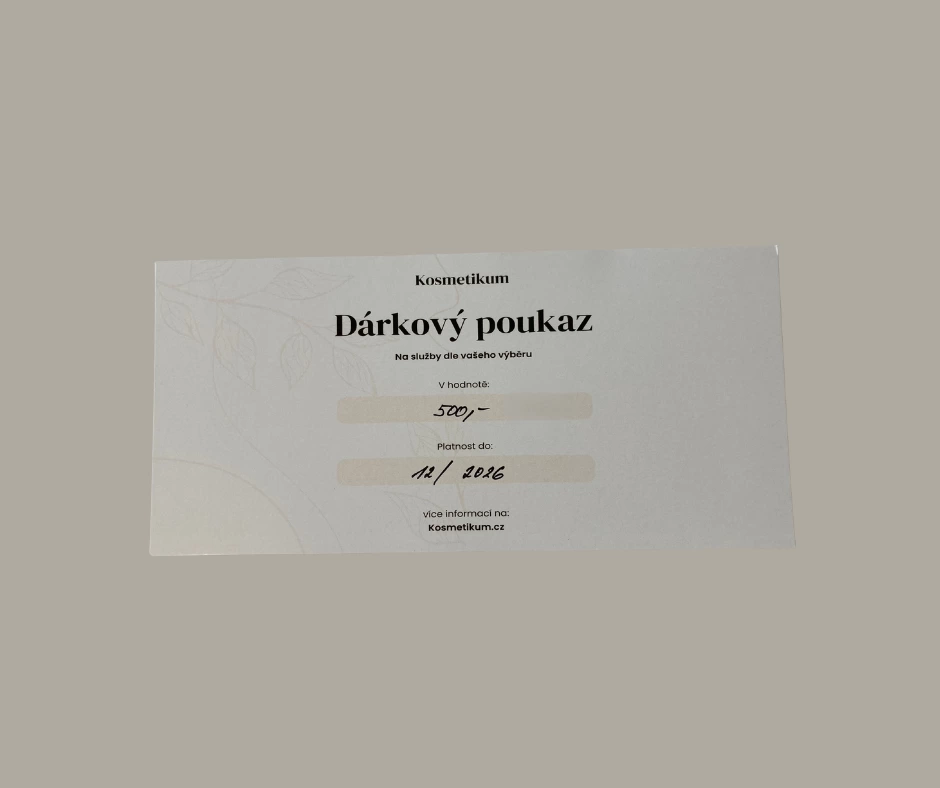 Kosmetikum
Dárkový poukaz
Na služby dle vašeho výběru
V hodnotě:
500,-
Platnost do:
12/ 2026
více informací na:
Kosmetikum.cz